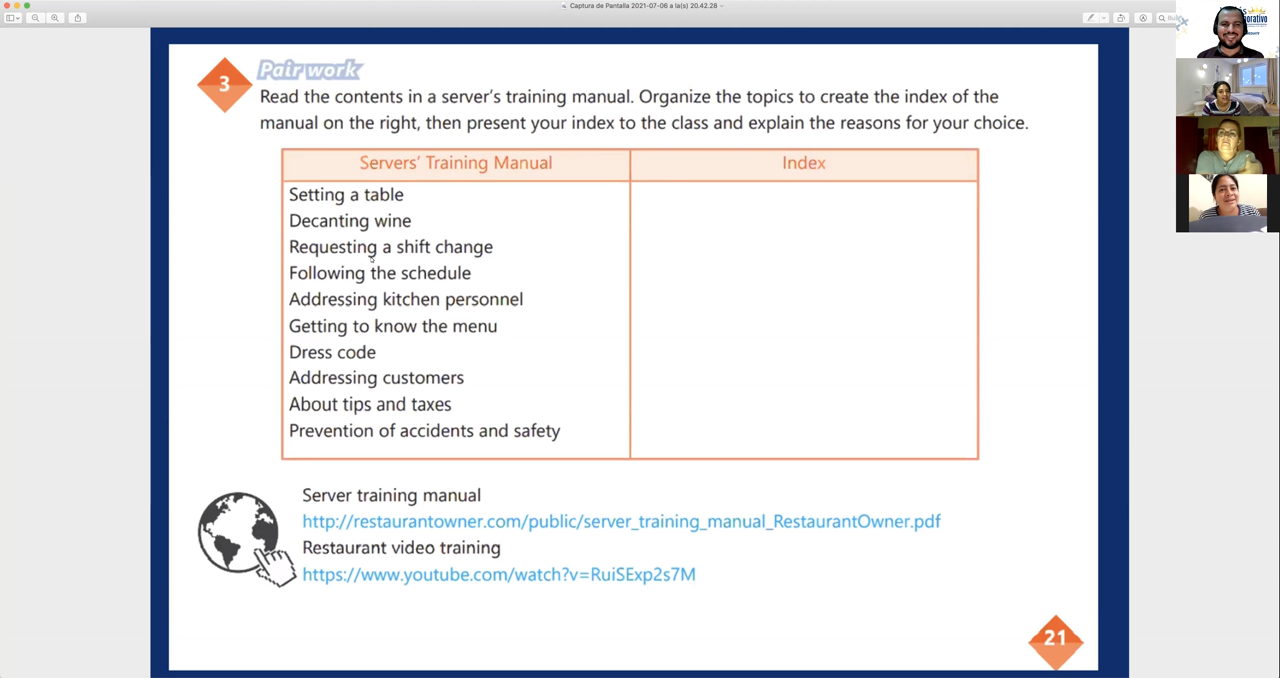 Captura de Pantalla 2021-07-06 a la(s) 20.42.28
3
Pair work
Read the contents in a server's training manual. Organize the topics to create the index of the
manual on the right, then present your index to the class and explain the reasons for your choice.
Servers' Training Manual
Index
Setting a table
Decanting wine
Requesting a shift change
Following the schedule
Addressing kitchen personnel
Getting to know the menu
Dress code
Addressing customers
About tips and taxes
Prevention of accidents and safety
Server training manual
http://restaurantowner.com/public/server_training_manual_RestaurantOwner.pdf
Restaurant video training
https://www.youtube.com/watch?v=RuiSExp2s7M
21